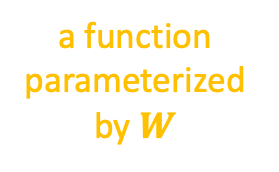 a function
parameterized
by W